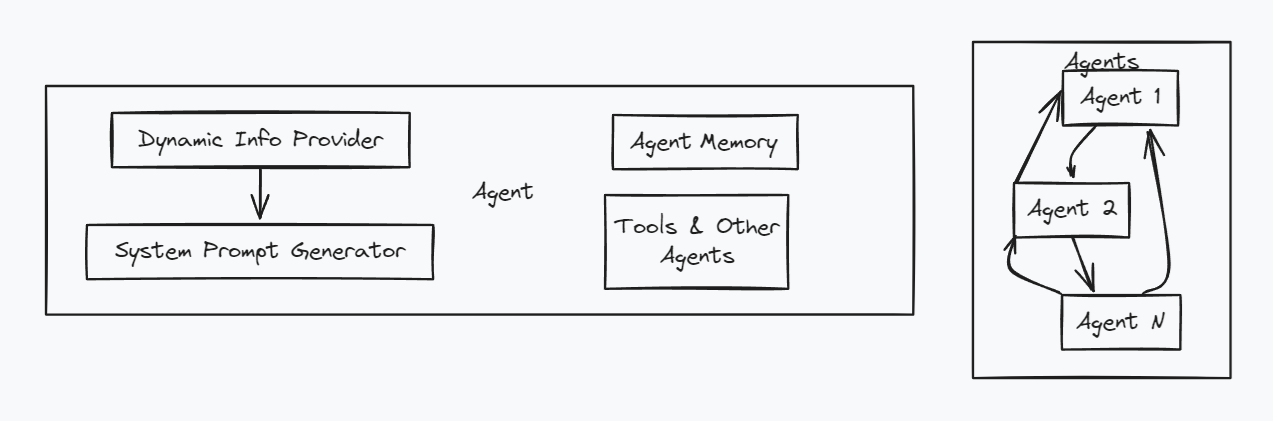 Dynamic Info Provider
System Prompt Generator
Agent
Agent Memory
Tools & Other
Agents
Agents
Agent 1
Agent 2
Agent N